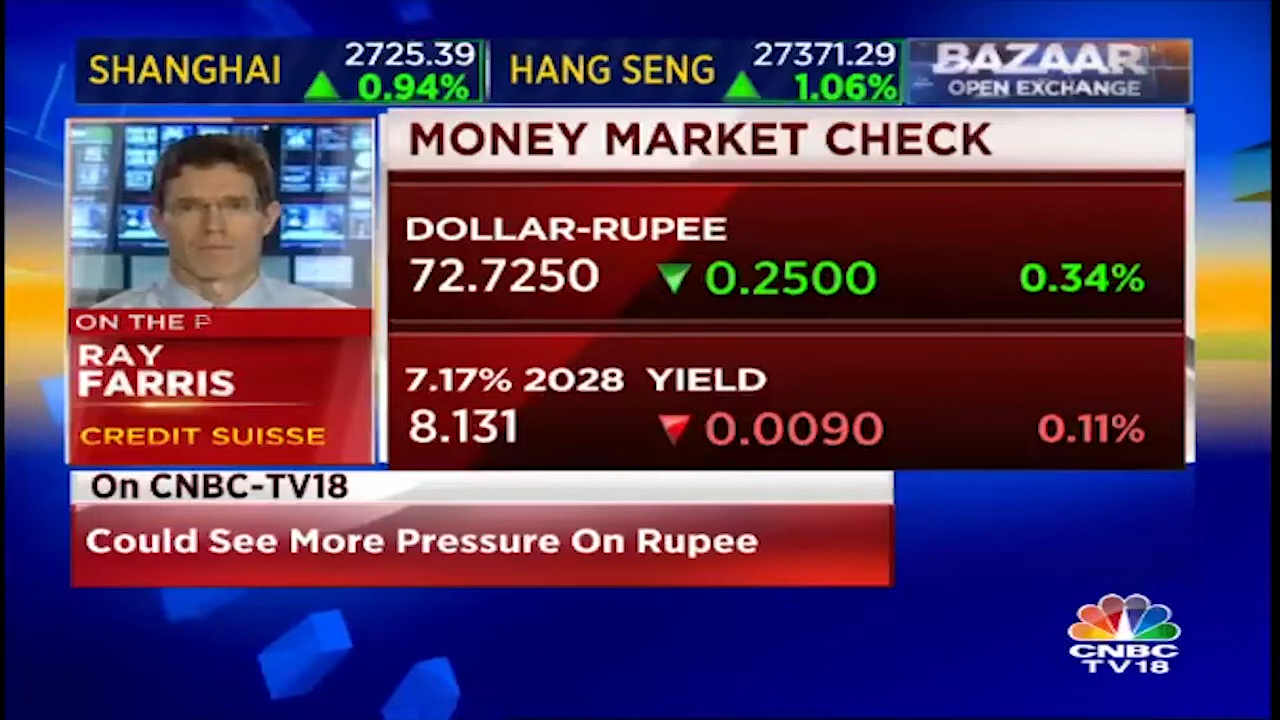 SHANGHAI 2725.39 ▲ 0.94%
HANG SENG 27371.29 ▲ 1.06%
BAZAAR
OPEN EXCHANGE
MONEY MARKET CHECK
DOLLAR-RUPEE
72.7250 ▼ 0.2500 0.34%
7.17% 2028 YIELD
8.131 ▼ 0.0090 0.11%
ON THE P
RAY
FARRIS
CREDIT SUISSE
On CNBC-TV18
Could See More Pressure On Rupee
CNBC
TV18